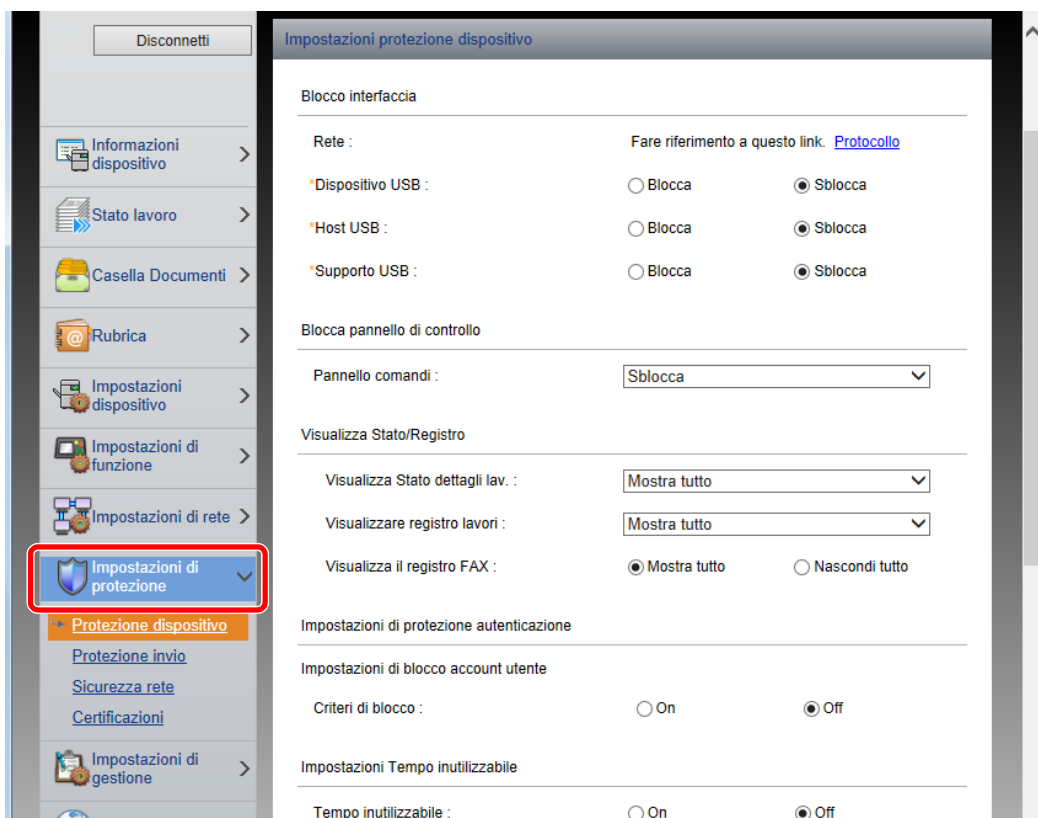 Disconnetti
Informazioni
dispositivo
Stato lavoro
Casella Documenti
Rubrica
Impostazioni
dispositivo
Impostazioni di
funzione
Impostazioni di rete
Impostazioni di
protezione
Protezione dispositivo
Protezione invio
Sicurezza rete
Certificazioni
Impostazioni di
gestione
Impostazioni protezione dispositivo
Blocco interfaccia
Rete : Fare riferimento a questo link. Protocollo
*Dispositivo USB : Blocca Sblocca
*Host USB : Blocca Sblocca
*Supporto USB : Blocca Sblocca
Blocca pannello di controllo
Pannello comandi : Sblocca
Visualizza Stato/Registro
Visualizza Stato dettagli lav. : Mostra tutto
Visualizzare registro lavori : Mostra tutto
Visualizza il registro FAX : Mostra tutto Nascondi tutto
Impostazioni di protezione autenticazione
Impostazioni di blocco account utente
Criteri di blocco : On Off
Impostazioni Tempo inutilizzabile
Tempo inutilizzabile : On Off